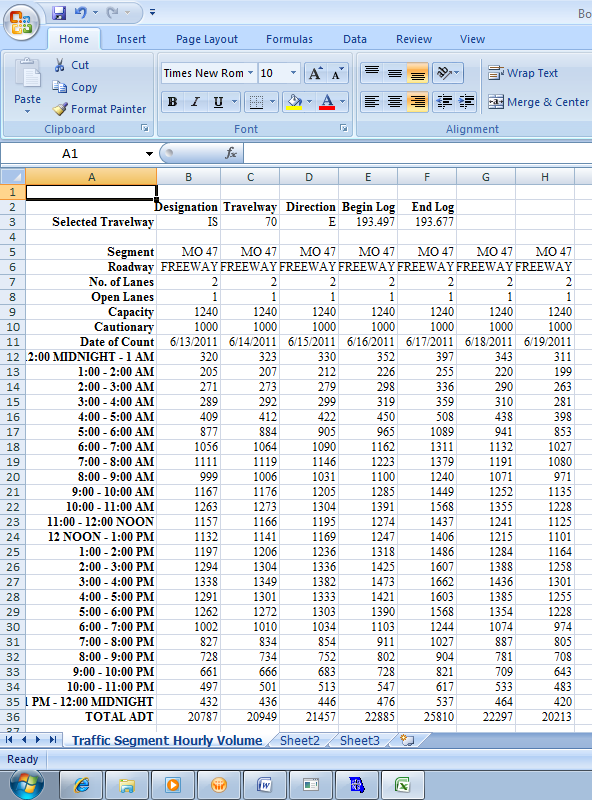 Bo
Home Insert Page Layout Formulas Data Review View
Cut
Copy
Format Painter
Paste
Times New Rom 10
A A
B I U
A
Wrap Text
Merge & Center
Clipboard Font Alignment
A1 fx
A B C D E F G H
1
2 Designation Travelway Direction Begin Log End Log
3 Selected Travelway IS 70 E 193.497 193.677
4
5 Segment MO 47 MO 47 MO 47 MO 47 MO 47 MO 47 MO 47
6 Roadway FREEWAY FREEWAY FREEWAY FREEWAY FREEWAY FREEWAY FREEWAY
7 No. of Lanes 2 2 2 2 2 2 2
8 Open Lanes 1 1 1 1 1 1 1
9 Capacity 1240 1240 1240 1240 1240 1240 1240
10 Cautionary 1000 1000 1000 1000 1000 1000 1000
11 Date of Count 6/13/2011 6/14/2011 6/15/2011 6/16/2011 6/17/2011 6/18/2011 6/19/2011
12 2:00 MIDNIGHT - 1 AM 320 323 330 352 397 343 311
13 1:00 - 2:00 AM 205 207 212 226 255 220 199
14 2:00 - 3:00 AM 271 273 279 298 336 290 263
15 3:00 - 4:00 AM 289 292 299 319 359 310 281
16 4:00 - 5:00 AM 409 412 422 450 508 438 398
17 5:00 - 6:00 AM 877 884 905 965 1089 941 853
18 6:00 - 7:00 AM 1056 1064 1090 1162 1311 1132 1027
19 7:00 - 8:00 AM 1111 1119 1146 1223 1379 1191 1080
20 8:00 - 9:00 AM 999 1006 1031 1100 1240 1071 971
21 9:00 - 10:00 AM 1167 1176 1205 1285 1449 1252 1135
22 10:00 - 11:00 AM 1263 1273 1304 1391 1568 1355 1228
23 11:00 - 12:00 NOON 1157 1166 1195 1274 1437 1241 1125
24 12 NOON - 1:00 PM 1132 1141 1169 1247 1406 1215 1101
25 1:00 - 2:00 PM 1197 1206 1236 1318 1486 1284 1164
26 2:00 - 3:00 PM 1294 1304 1336 1425 1607 1388 1258
27 3:00 - 4:00 PM 1338 1349 1382 1473 1662 1436 1301
28 4:00 - 5:00 PM 1291 1301 1333 1421 1603 1385 1255
29 5:00 - 6:00 PM 1262 1272 1303 1390 1568 1354 1228
30 6:00 - 7:00 PM 1002 1010 1034 1103 1244 1074 974
31 7:00 - 8:00 PM 827 834 854 911 1027 887 805
32 8:00 - 9:00 PM 728 734 752 802 904 781 708
33 9:00 - 10:00 PM 661 666 683 728 821 709 643
34 10:00 - 11:00 PM 497 501 513 547 617 533 483
35 1 PM - 12:00 MIDNIGHT 432 436 446 476 537 464 420
36 TOTAL ADT 20787 20949 21457 22885 25810 22297 20213
37
Traffic Segment Hourly Volume Sheet2 Sheet3
Ready